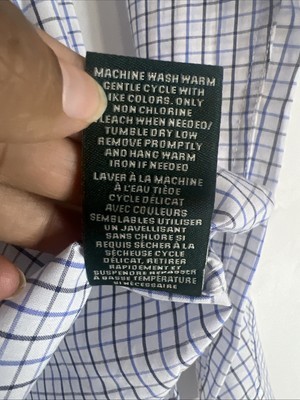 MACHINE WASH WARM
GENTLE CYCLE WITH
IKE COLORS. ONLY
NON CHLORINE
LEACH WHEN NEEDED/
TUMBLE DRY LOW
REMOVE PROMPTLY
AND HANG WARM
IRON IF NEEDED
LAVER À LA MACHINE
À L'EAU TIÈDE
CYCLE DÉLICAT
AVEC COULEURS
SEMBLABLES UTILISER
UN JAVELLISANT
SANS CHLORE SI
REQUIS SÉCHER À LA
SÉCHEUSE CYCLE
DÉLICAT, RETIRER
RAPIDEMENT ET
SUSPENDRE REPASSER
À BASSE TEMPÉRATURE
SI NÉCESSAIRE